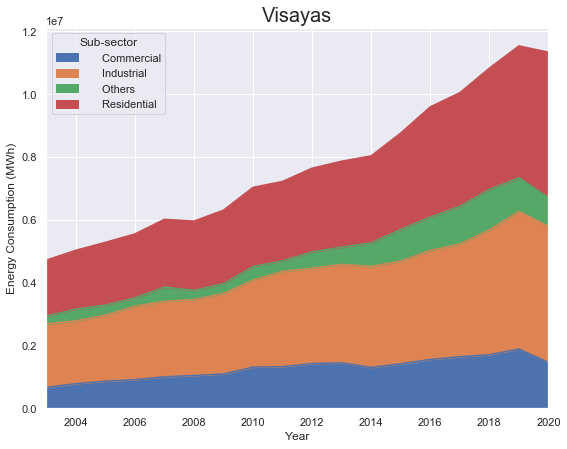 Visayas
1e7
1.2
1.0
0.8
0.6
0.4
0.2
0.0
Energy Consumption (MWh)
Sub-sector
Commercial
Industrial
Others
Residential
2004 2006 2008 2010 2012 2014 2016 2018 2020
Year